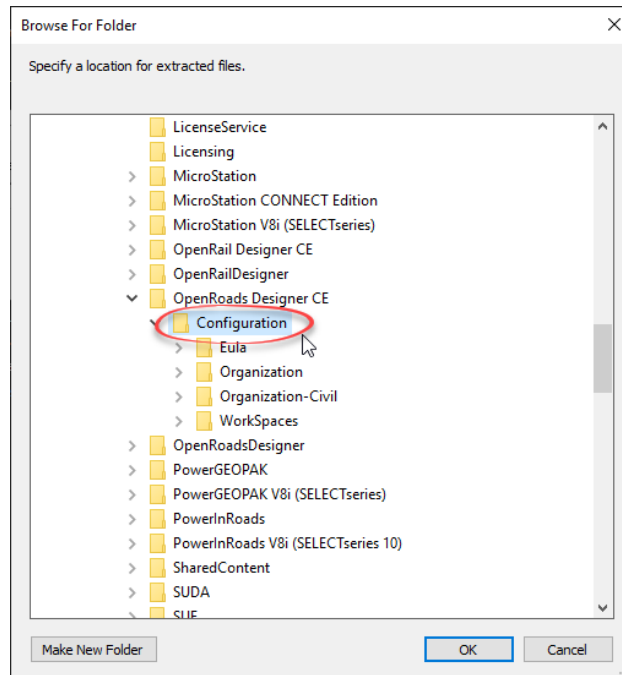 Browse For Folder
Specify a location for extracted files.
LicenseService
Licensing
MicroStation
MicroStation CONNECT Edition
MicroStation V8i (SELECTseries)
OpenRail Designer CE
OpenRailDesigner
OpenRoads Designer CE
Configuration
Eula
Organization
Organization-Civil
WorkSpaces
OpenRoadsDesigner
PowerGEOPAK
PowerGEOPAK V8i (SELECTseries)
PowerInRoads
PowerInRoads V8i (SELECTseries 10)
SharedContent
SUDA
Make New Folder OK Cancel